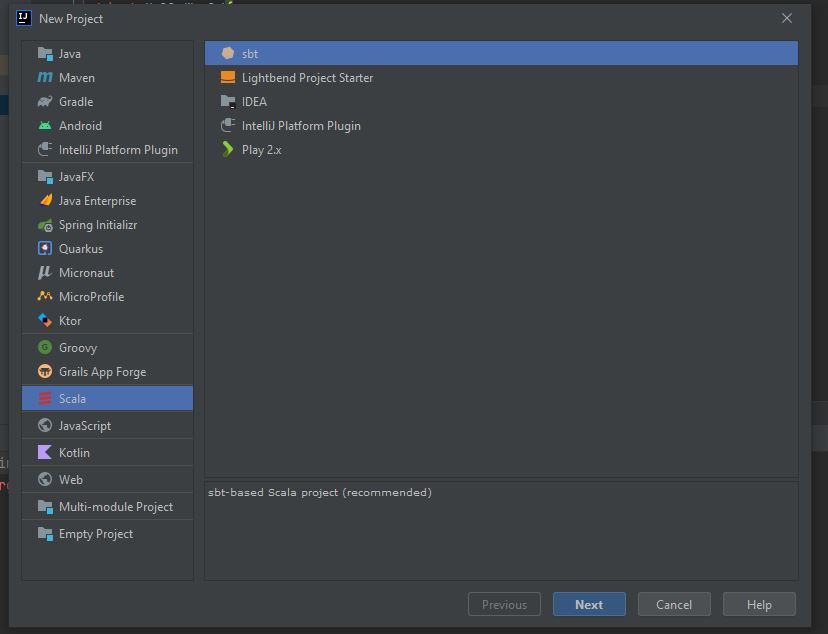 New Project
Java
Maven
Gradle
Android
IntelliJ Platform Plugin
JavaFX
Java Enterprise
Spring Initializr
Quarkus
Micronaut
MicroProfile
Ktor
Groovy
Grails App Forge
Scala
JavaScript
Kotlin
Web
Multi-module Project
Empty Project
sbt
Lightbend Project Starter
IDEA
IntelliJ Platform Plugin
Play 2.x
sbt-based Scala project (recommended)
Previous
Next
Cancel
Help